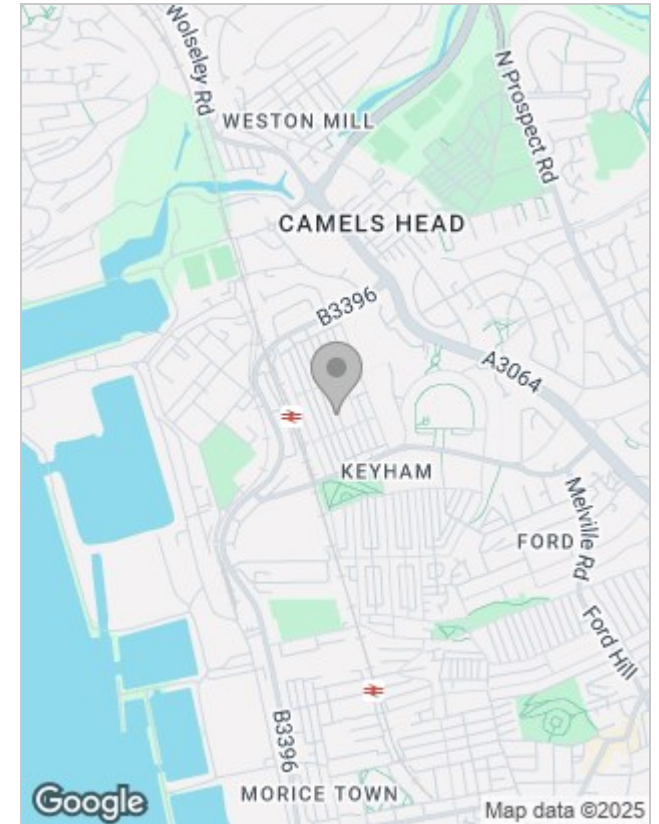 Wolseley Rd
N Prospect Rd
WESTON MILL
CAMELS HEAD
B3396
A3064
KEYHAM
Melville Rd
FORD
Ford Hill
B3396
MORICE TOWN
Google
Map data ©2025